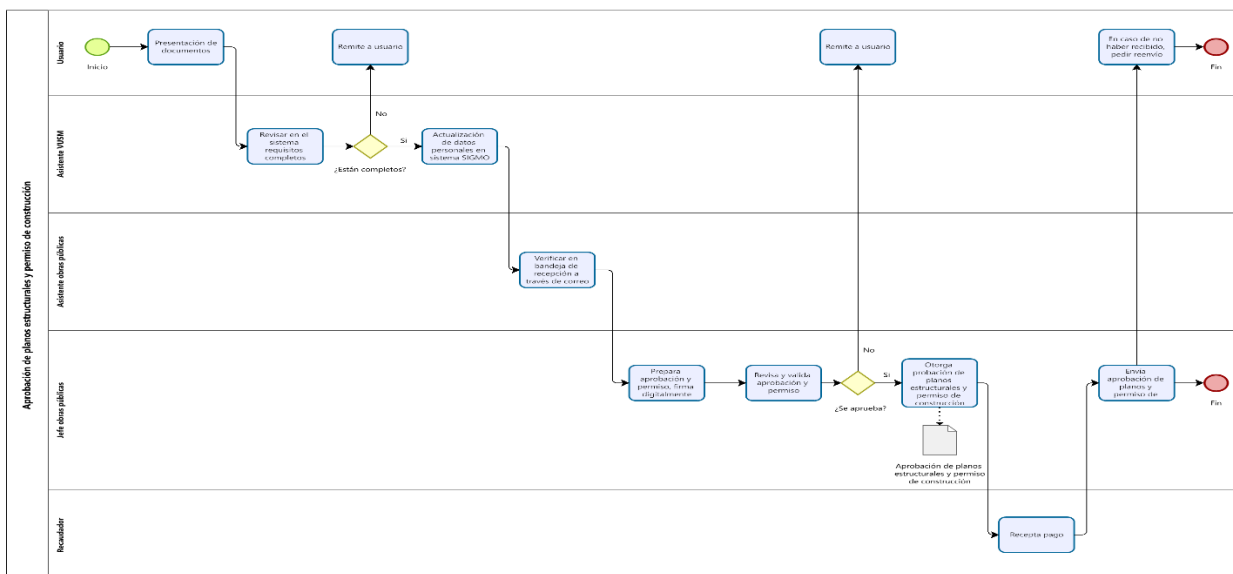 Aprobación de planos estructurales y permiso de construcción
Usuario
Inicio
Presentación de
documentos
Remite a usuario
Remite a usuario
En caso de no
haber recibido,
pedir reenvío
Fin
Asistente VUSM
Revisar en el
sistema
requisitos
completos
No
¿Están completos?
Si
Actualización
de datos
personales en
sistema SIGMO
Asistente obras públicas
Verificar en
bandeja de
recepción a
través de correo
Jefe obras públicas
Prepara
aprobación y
permiso, firma
digitalmente
Revisa y valida
aprobación y
permiso
No
¿Se aprueba?
Si
Otorga
probación de
planos
estructurales y
permiso de
construcción
Aprobación de planos
estructurales y permiso
de construcción
Envía
aprobación de
planos y
permiso de
Fin
Recaudador
Recepta pago